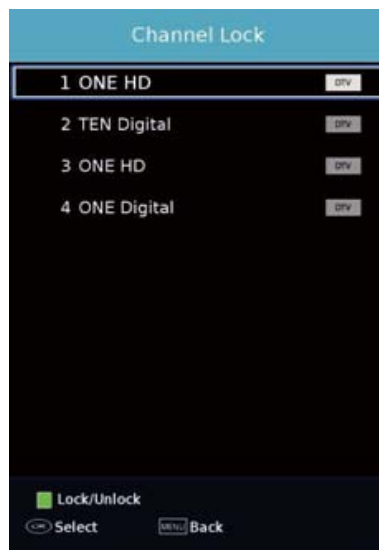 Channel Lock
1 ONE HD DTV
2 TEN Digital DTV
3 ONE HD DTV
4 ONE Digital DTV
Lock/Unlock
OK Select MENU Back